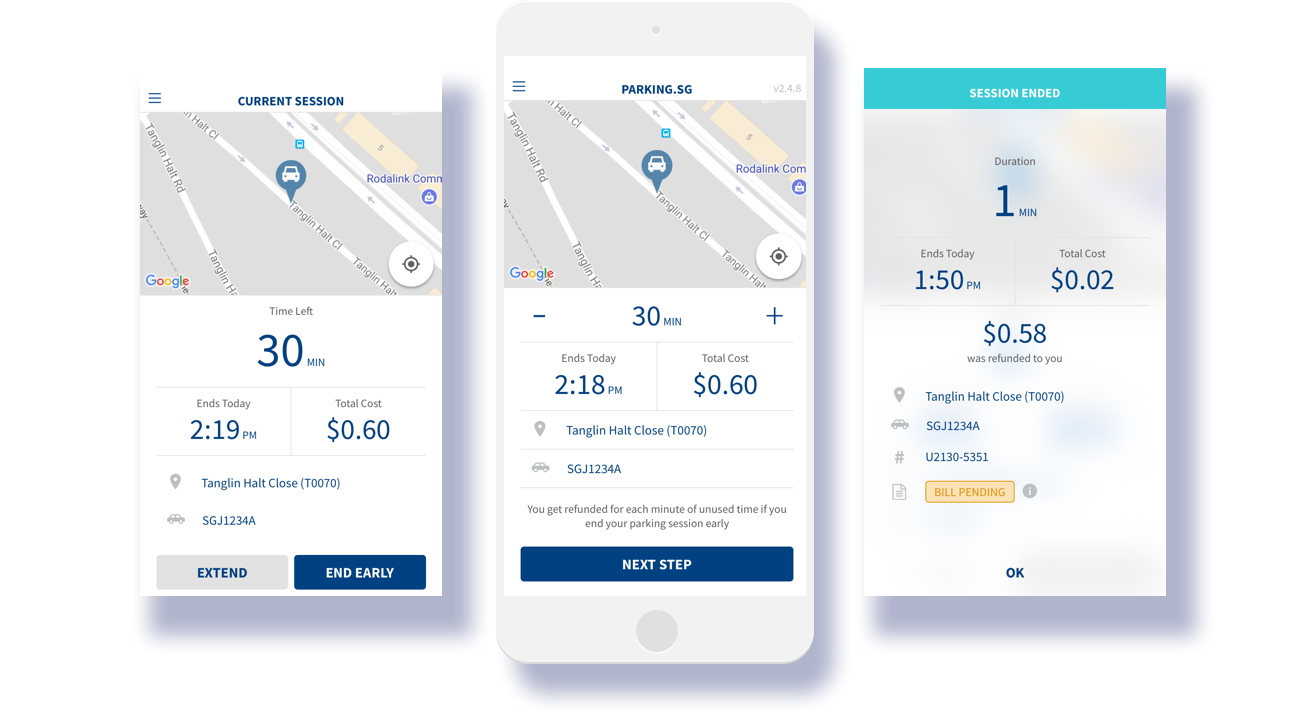 CURRENT SESSION
n Halt Cl
Tanglin Halt Rd
5
Rodalink Comm
Tanglin Halt Cl
way
Tanglin Ha
Tanglin Halt
Google
Time Left
30 MIN
Ends Today
Total Cost
2:19 PM
$0.60
Tanglin Halt Close (T0070)
SGJ1234A
EXTEND
END EARLY
PARKING.SG
v2.4.8
Tanglin Halt Cl
Tanglin Halt Rd
5
Rodalink Com
Tanglin Halt Cl
Tanglin Ha
Tanglin Halt
Google
- 30 MIN +
Ends Today
Total Cost
2:18 PM
$0.60
Tanglin Halt Close (T0070)
SGJ1234A
You get refunded for each minute of unused time if you
end your parking session early
NEXT STEP
SESSION ENDED
Duration
1 MIN
Ends Today
Total Cost
1:50 PM
$0.02
$0.58
was refunded to you
Tanglin Halt Close (T0070)
SGJ1234A
# U2130-5351
BILL PENDING
OK